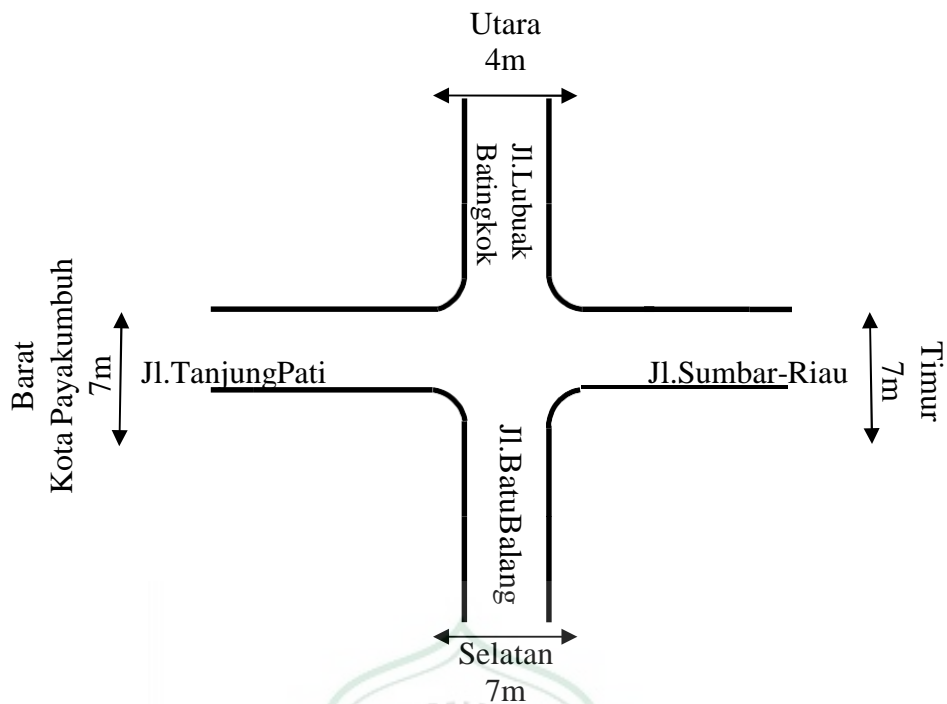 Utara
4m
Jl.Lubuak
Batingkok
Barat
Kota Payakumbuh
7m
Jl.TanjungPati
Jl.Sumbar-Riau
Timur
7m
Jl.BatuBalang
Selatan
7m